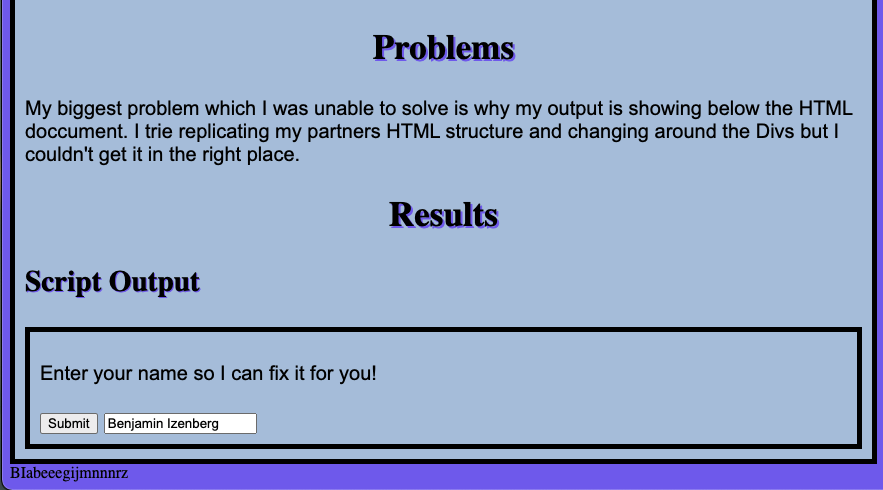 Problems
My biggest problem which I was unable to solve is why my output is showing below the HTML
doccument. I trie replicating my partners HTML structure and changing around the Divs but I
couldn't get it in the right place.
Results
Script Output
Enter your name so I can fix it for you!
Submit Benjamin Izenberg
BIabeeegijmnnnrz